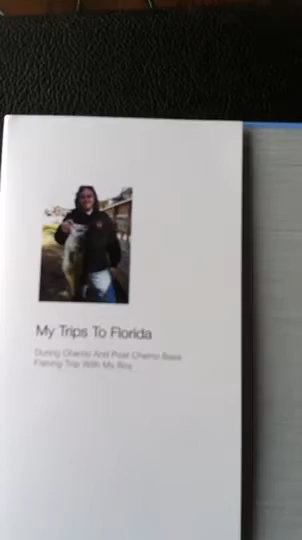 My Trips To Florida
During Chemo And Post Chemo Bass
Fishing Trip With My Boy